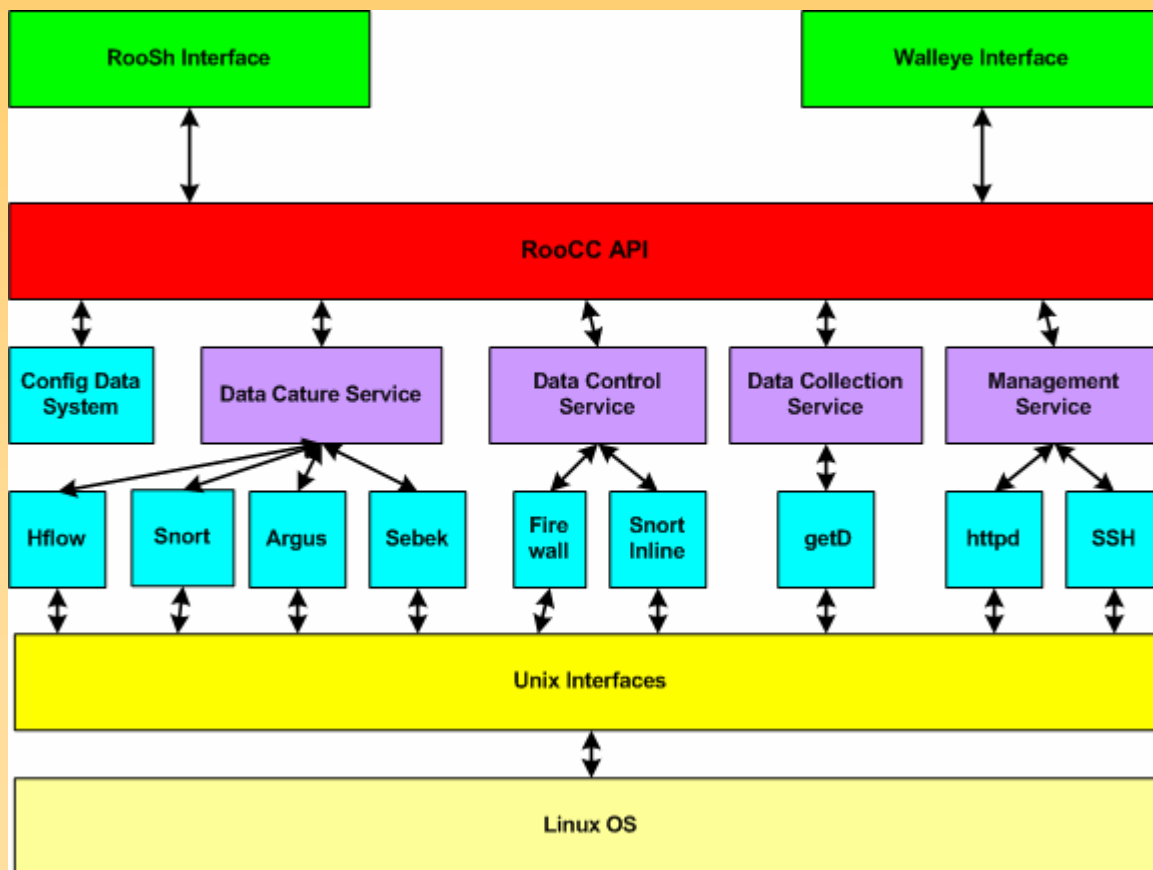 RooSh Interface
Walleye Interface
RooCC API
Config Data
System
Data Cature Service
Data Control
Service
Data Collection
Service
Management
Service
Hflow
Snort
Argus
Sebek
Fire
wall
Snort
Inline
getD
httpd
SSH
Unix Interfaces
Linux OS